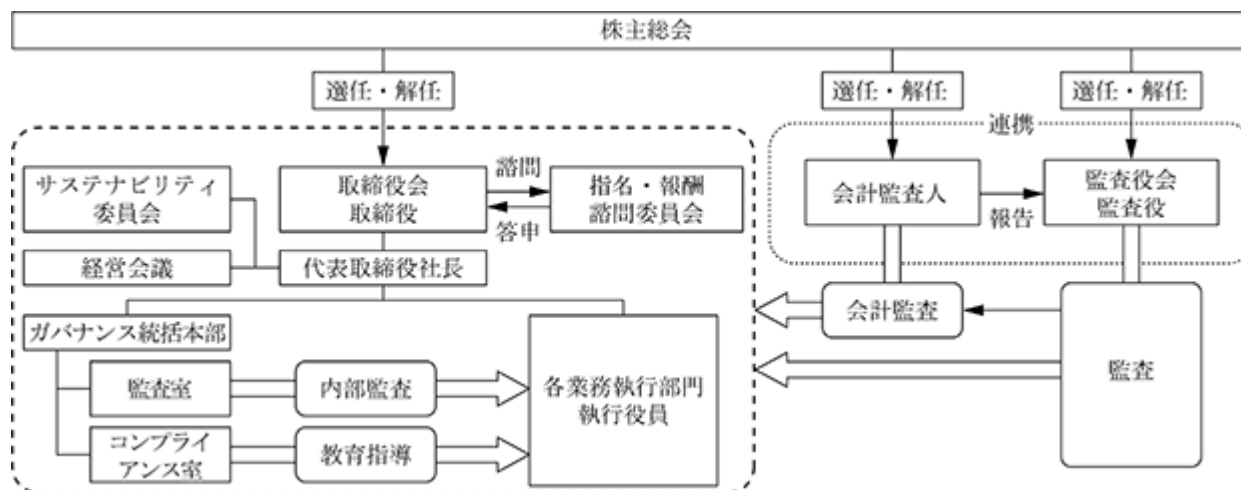 株主総会
選任・解任
選任・解任
選任・解任
連携
サステナビリティ
委員会
取締役会
取締役
諮問
答申
指名・報酬
諮問委員会
会計監査人
報告
監査役会
監査役
経営会議
代表取締役社長
会計監査
監査
ガバナンス統括本部
監査室
内部監査
各業務執行部門
執行役員
コンプライ
アンス室
教育指導